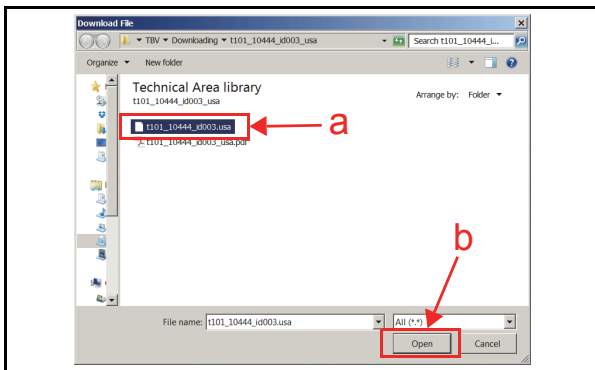 Download File
TBV Downloading t101_10444_id003_usa
Search t101_10444_i...
Organize New folder
Technical Area library
t101_10444_id003_usa
Arrange by: Folder
t101_10444_id003.usa
a
t101_10444_id003_usa.pdf
b
File name: t101_10444_id003.usa
All (*.*)
Open Cancel